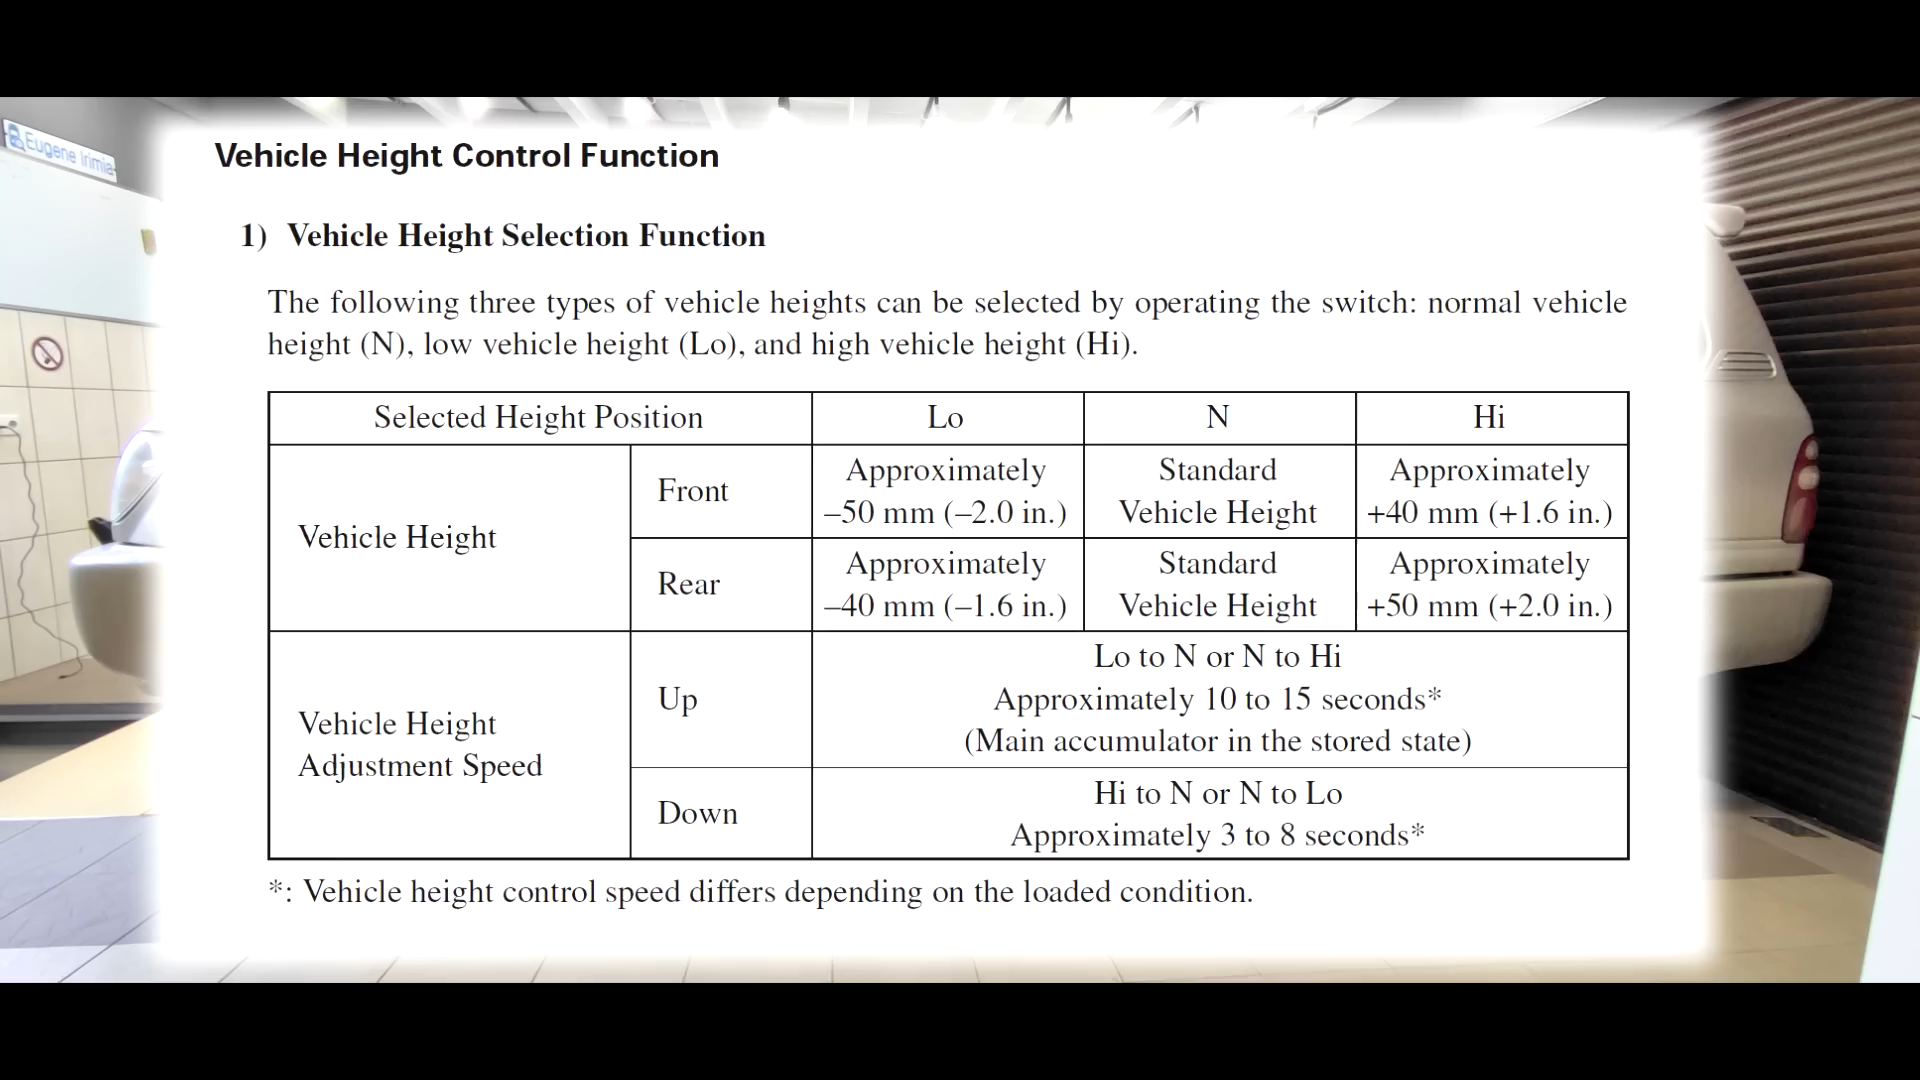 Eugene Irimia
Vehicle Height Control Function
1) Vehicle Height Selection Function
The following three types of vehicle heights can be selected by operating the switch: normal vehicle
height (N), low vehicle height (Lo), and high vehicle height (Hi).
Selected Height Position Lo N Hi
Vehicle Height
Front
Approximately
–50 mm (–2.0 in.)
Standard
Vehicle Height
Approximately
+40 mm (+1.6 in.)
Rear
Approximately
–40 mm (–1.6 in.)
Standard
Vehicle Height
Approximately
+50 mm (+2.0 in.)
Vehicle Height
Adjustment Speed
Up
Lo to N or N to Hi
Approximately 10 to 15 seconds*
(Main accumulator in the stored state)
Down
Hi to N or N to Lo
Approximately 3 to 8 seconds*
*: Vehicle height control speed differs depending on the loaded condition.